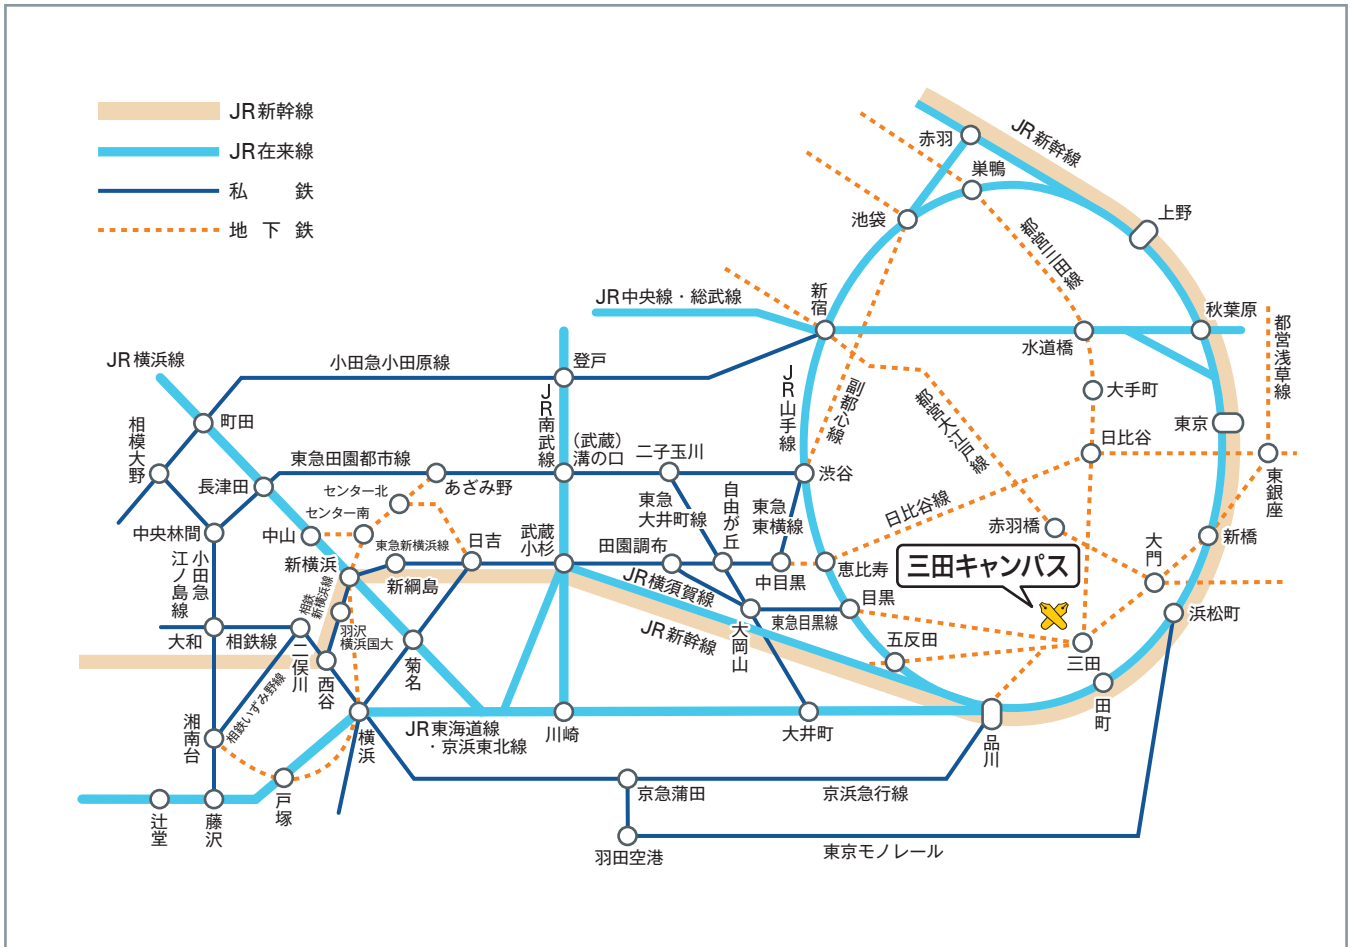 JR新幹線
JR在来線
私　鉄
地下鉄
赤羽
JR新幹線
巣鴨
池袋
上野
都営三田線
新宿
JR中央線・総武線
秋葉原
都営浅草線
水道橋
JR横浜線
小田急小田原線
登戸
JR山手線
副都心線
都営大江戸線
大手町
町田
相模大野
JR南武線
東京
日比谷
東急田園都市線
(武蔵)
溝の口
二子玉川
渋谷
東銀座
長津田
センター北
あざみ野
センター南
東急
大井町線
自由が丘
東急
東横線
日比谷線
赤羽橋
新橋
中央林間
中山
東急新横浜線
日吉
武蔵
小杉
田園調布
中目黒
恵比寿
三田キャンパス
大門
小田急
江ノ島線
新横浜
新綱島
JR横須賀線
目黒
浜松町
相鉄
新横浜線
羽沢
横浜国大
JR新幹線
東急目黒線
大和
相鉄線
二俣川
西谷
菊名
大岡山
五反田
三田
田町
相鉄いずみ野線
湘南台
横浜
JR東海道線
・京浜東北線
川崎
大井町
品川
戸塚
辻堂
藤沢
京急蒲田
京浜急行線
羽田空港
東京モノレール